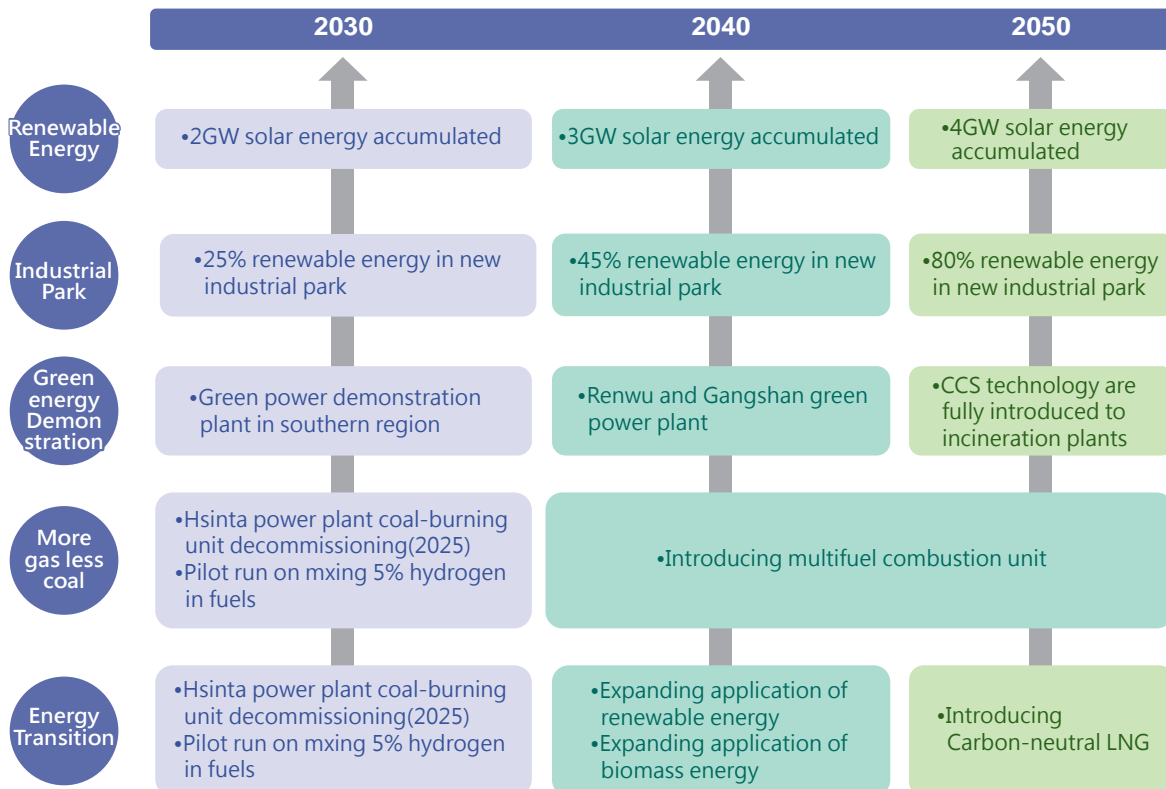 2030
2040
2050
Renewable
Energy
•2GW solar energy accumulated
•3GW solar energy accumulated
•4GW solar energy
accumulated
Industrial
Park
•25% renewable energy in new
industrial park
•45% renewable energy in new
industrial park
•80% renewable energy
in new industrial park
Green
energy
Demon
stration
•Green power demonstration
plant in southern region
•Renwu and Gangshan green
power plant
•CCS technology are
fully introduced to
incineration plants
More
gas less
coal
•Hsinta power plant coal-burning
unit decommissioning(2025)
•Pilot run on mxing 5% hydrogen
in fuels
•Introducing multifuel combustion unit
Energy
Transition
•Hsinta power plant coal-burning
unit decommissioning(2025)
•Pilot run on mxing 5% hydrogen
in fuels
•Expanding application of
renewable energy
•Expanding application of
biomass energy
•Introducing
Carbon-neutral LNG